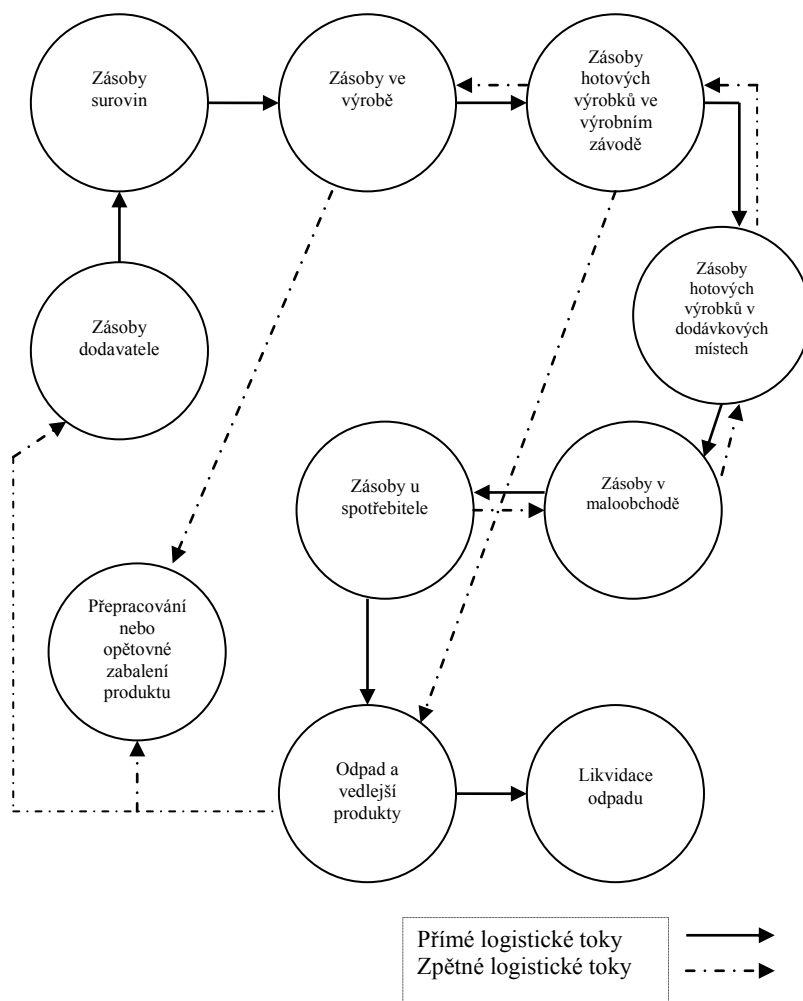 Zásoby
surovin
Zásoby ve
výrobě
Zásoby
hotových
výrobků ve
výrobním
závodě
Zásoby
dodavatele
Zásoby
hotových
výrobků v
dodávkových
místech
Zásoby u
spotřebitele
Zásoby v
maloobchodě
Přepracování
nebo
opětovné
zabalení
produktu
Odpad a
vedlejší
produkty
Likvidace
odpadu
Přímé logistické toky
Zpětné logistické toky